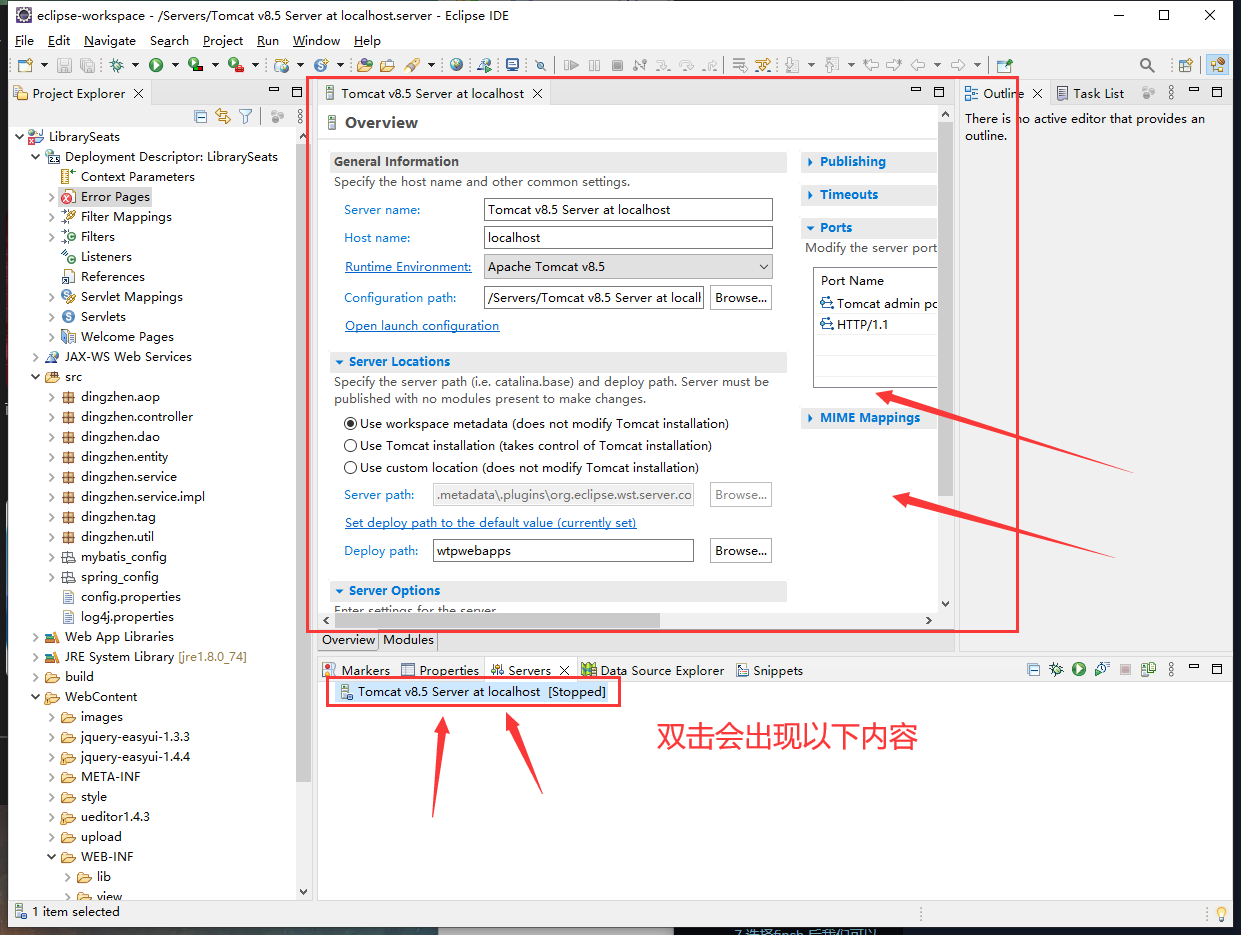 eclipse-workspace - /Servers/Tomcat v8.5 Server at localhost.server - Eclipse IDE
File Edit Navigate Search Project Run Window Help
Project Explorer
LibrarySeats
Deployment Descriptor: LibrarySeats
Context Parameters
Error Pages
Filter Mappings
Filters
Listeners
References
Servlet Mappings
Servlets
Welcome Pages
JAX-WS Web Services
src
dingzhen.aop
dingzhen.controller
dingzhen.dao
dingzhen.entity
dingzhen.service
dingzhen.service.impl
dingzhen.tag
dingzhen.util
mybatis_config
spring_config
config.properties
log4j.properties
Web App Libraries
JRE System Library [jre1.8.0_74]
build
WebContent
images
jquery-easyui-1.3.3
jquery-easyui-1.4.4
META-INF
style
ueditor1.4.3
upload
WEB-INF
lib
view
Tomcat v8.5 Server at localhost
Overview
General Information
Specify the host name and other common settings.
Server name: Tomcat v8.5 Server at localhost
Host name: localhost
Runtime Environment: Apache Tomcat v8.5
Configuration path: /Servers/Tomcat v8.5 Server at locall Browse...
Open launch configuration
Server Locations
Specify the server path (i.e. catalina.base) and deploy path. Server must be
published with no modules present to make changes.
Use workspace metadata (does not modify Tomcat installation)
Use Tomcat installation (takes control of Tomcat installation)
Use custom location (does not modify Tomcat installation)
Server path: .metadata\.plugins\org.eclipse.wst.server.co Browse...
Set deploy path to the default value (currently set)
Deploy path: wtpwebapps Browse...
Server Options
Enter settings for the server.
Publishing
Timeouts
Ports
Modify the server port
Port Name
Tomcat admin po
HTTP/1.1
MIME Mappings
Overview Modules
Outline Task List
There is no active editor that provides an
outline.
Markers Properties Servers Data Source Explorer Snippets
Tomcat v8.5 Server at localhost [Stopped]
双击会出现以下内容
1 item selected